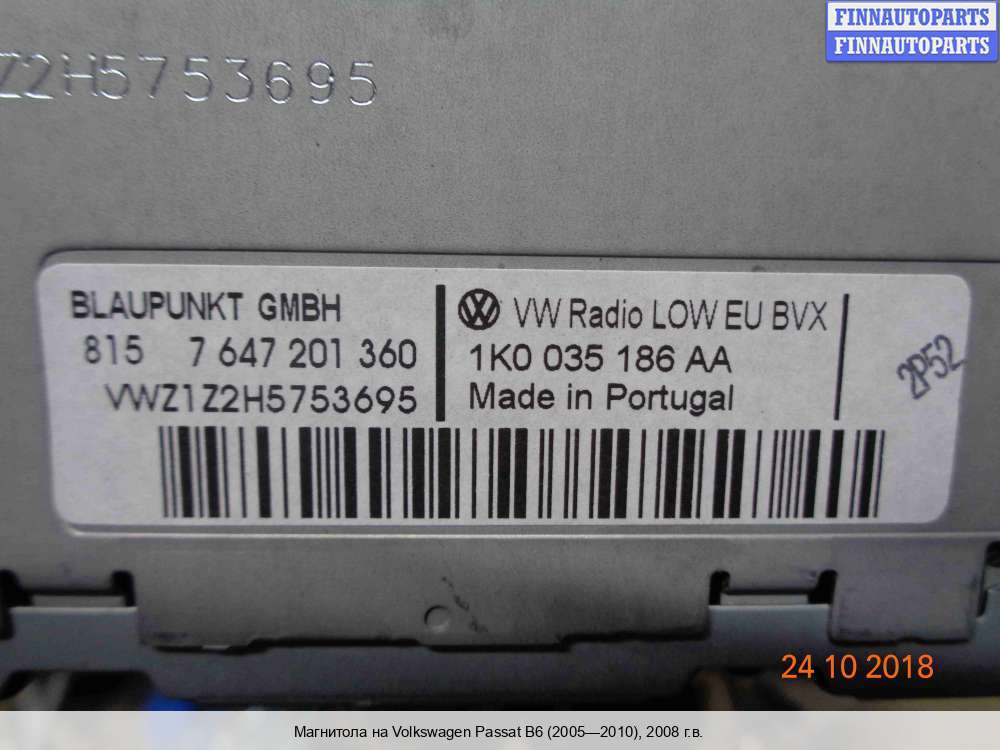 FINNAUTOPARTS
FINNAUTOPARTS
Z2H5753695
BLAUPUNKT GMBH
815 7 647 201 360
VWZ1Z2H5753695
VW Radio LOW EU BVX
1K0 035 186 AA
Made in Portugal
2P52
24 10 2018
Магнитола на Volkswagen Passat B6 (2005—2010), 2008 г.в.